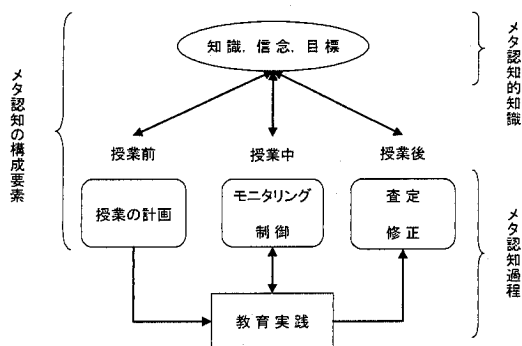 知識，信念，目標
メタ認知的知識
メタ認知の構成要素
授業前
授業中
授業後
授業の計画
モニタリング
制御
査定
修正
メタ認知過程
教育実践